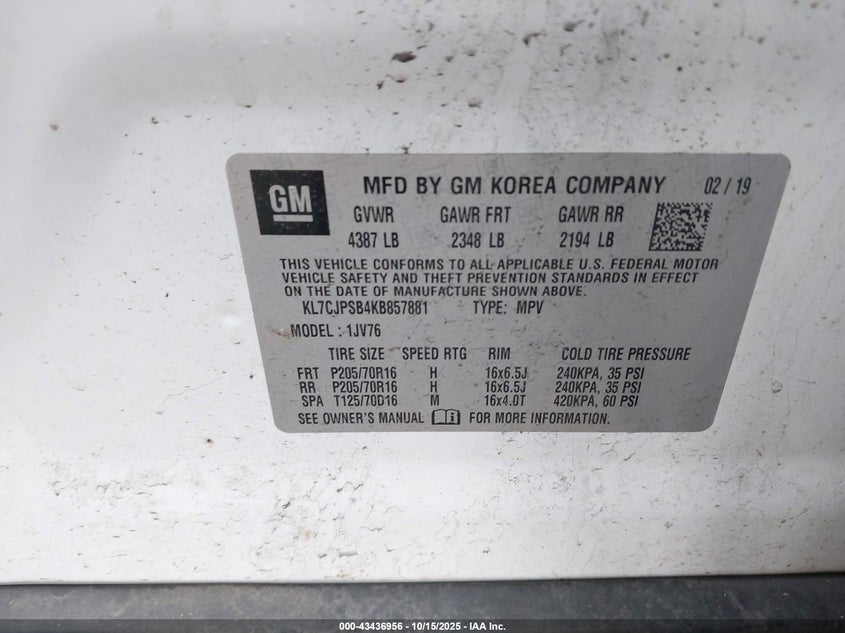 GM
MFD BY GM KOREA COMPANY 02/19
GVWR GAWR FRT GAWR RR
4387 LB 2348 LB 2194 LB
THIS VEHICLE CONFORMS TO ALL APPLICABLE U.S. FEDERAL MOTOR
VEHICLE SAFETY AND THEFT PREVENTION STANDARDS IN EFFECT
ON THE DATE OF MANUFACTURE SHOWN ABOVE.
KL7CJPSB4KB857881 TYPE: MPV
MODEL: 1JV76
TIRE SIZE SPEED RTG RIM COLD TIRE PRESSURE
FRT P205/70R16 H 16x6.5J 240KPA, 35 PSI
RR P205/70R16 H 16x6.5J 240KPA, 35 PSI
SPA T125/70D16 M 16x4.0T 420KPA, 60 PSI
SEE OWNER'S MANUAL FOR MORE INFORMATION.
000-43436956 | 10/15/2025 | IAA Inc.